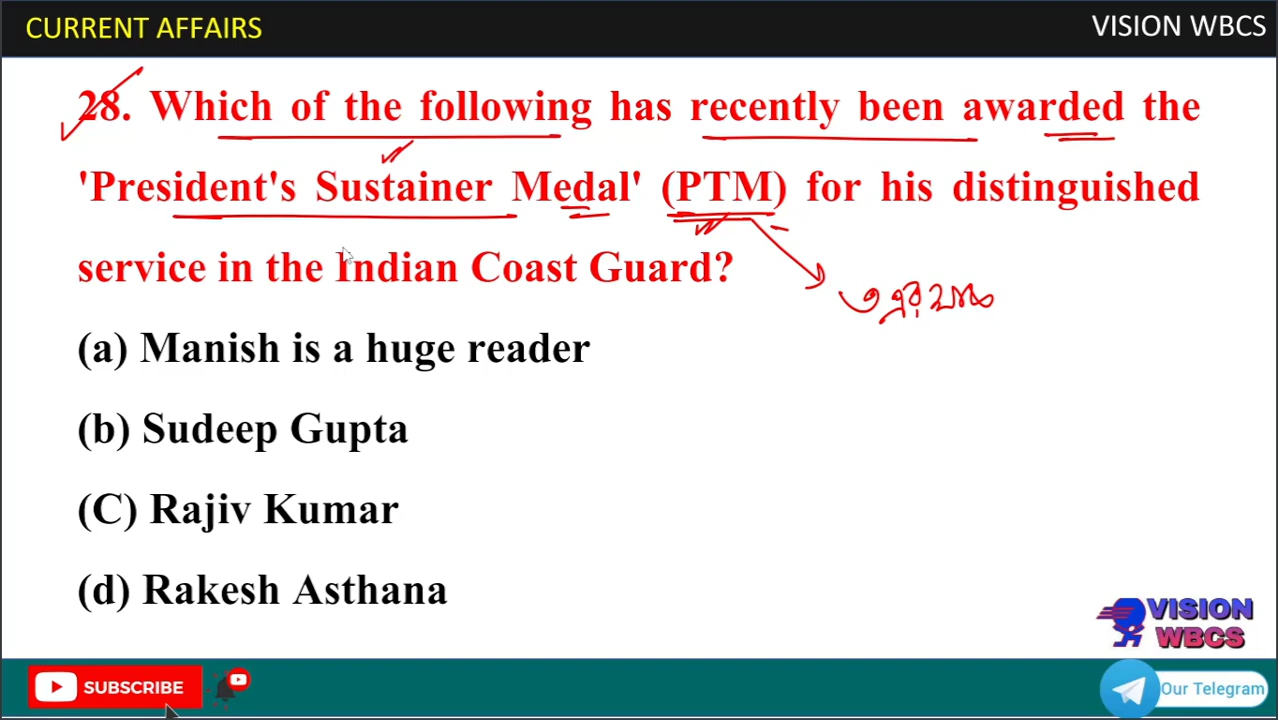 CURRENT AFFAIRS
VISION WBCS
28. Which of the following has recently been awarded the
'President's Sustainer Medal' (PTM) for his distinguished
service in the Indian Coast Guard?
(a) Manish is a huge reader
(b) Sudeep Gupta
(C) Rajiv Kumar
(d) Rakesh Asthana
VISION
WBCS
SUBSCRIBE
Our Telegram